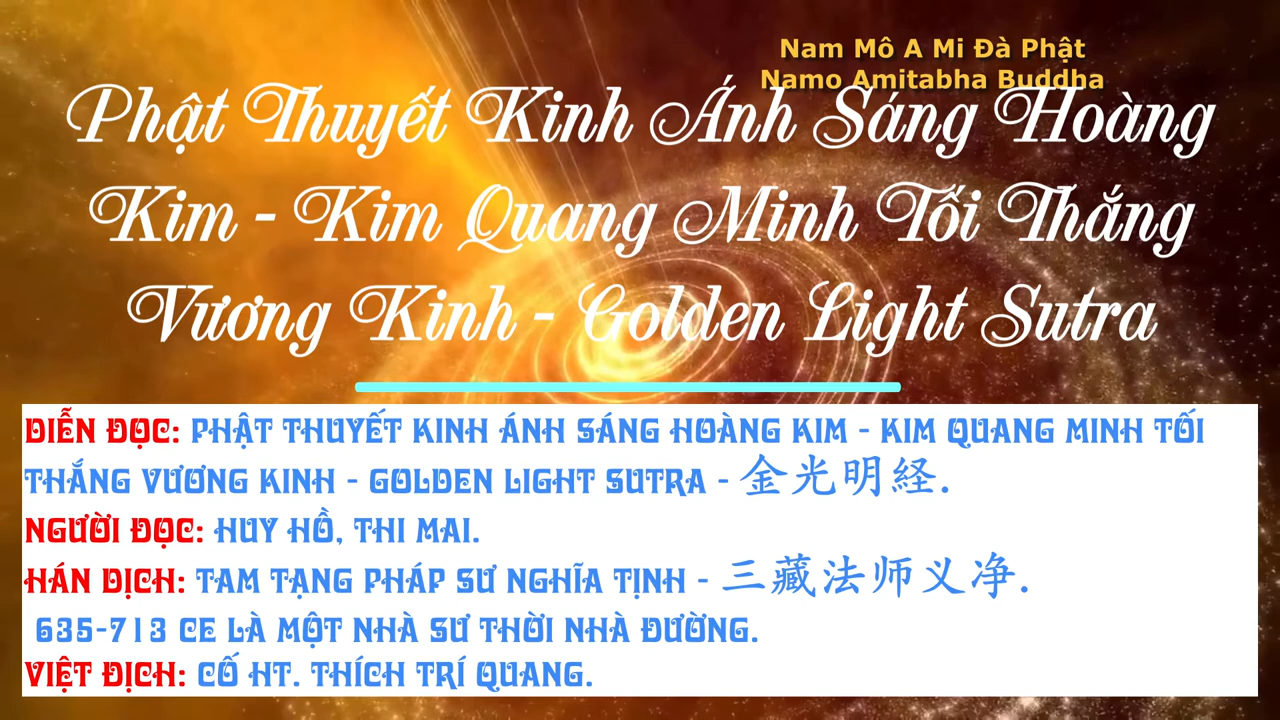 Nam Mô A Mi Đà Phật
Namo Amitabha Buddha
Phật Thuyết Kinh Ánh Sáng Hoàng
Kim - Kim Quang Minh Tối Thắng
Vương Kinh - Golden Light Sutra
DIỄN ĐỌC: PHẬT THUYẾT KINH ÁNH SÁNG HOÀNG KIM - KIM QUANG MINH TỐI
THẮNG VƯƠNG KINH - GOLDEN LIGHT SUTRA - 金光明経.
NGƯỜI ĐỌC: HUY HỒ, THI MAI.
HÁN DỊCH: TAM TẠNG PHÁP SƯ NGHĨA TỊNH - 三藏法师义净.
635-713 CE LÀ MỘT NHÀ SƯ THỜI NHÀ ĐƯỜNG.
VIỆT ĐỊCH: CỐ HT. THÍCH TRÍ QUANG.